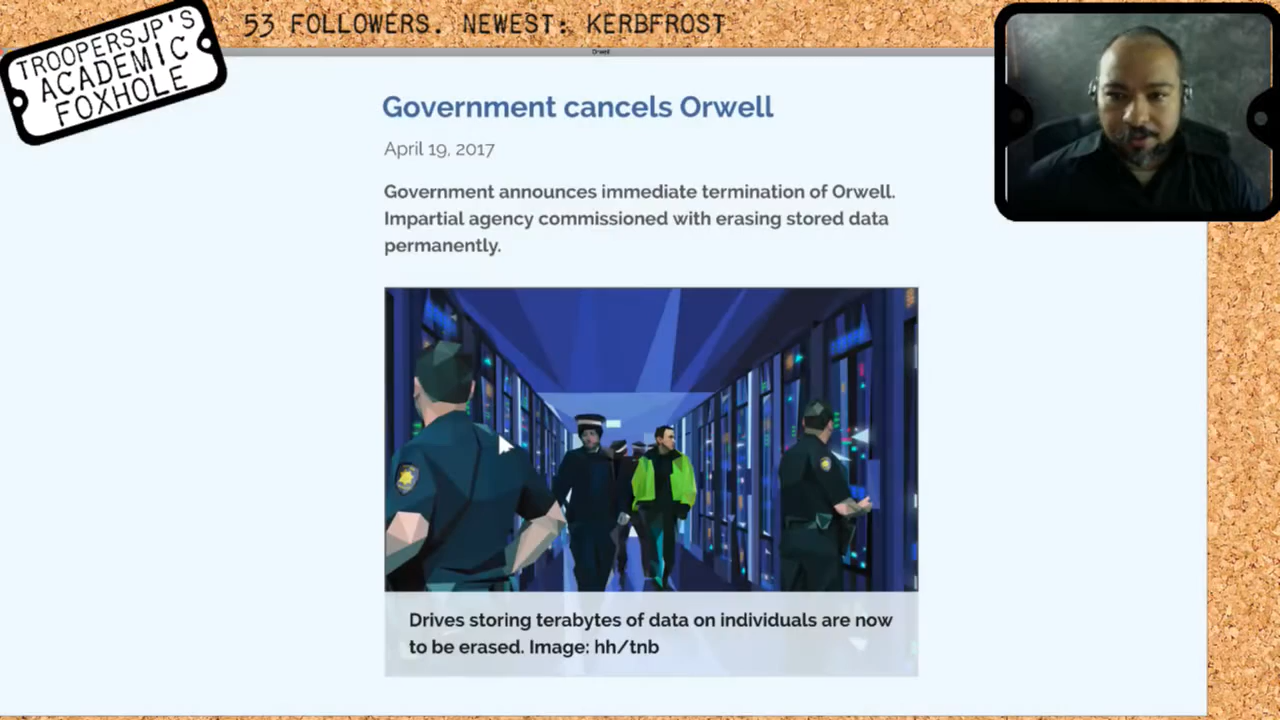 TROOPERSJP'S
ACADEMIC
FOXHOLE
53 FOLLOWERS. NEWEST: KERBFROST
Orwell
Government cancels Orwell
April 19, 2017
Government announces immediate termination of Orwell.
Impartial agency commissioned with erasing stored data
permanently.
Drives storing terabytes of data on individuals are now
to be erased. Image: hh/tnb